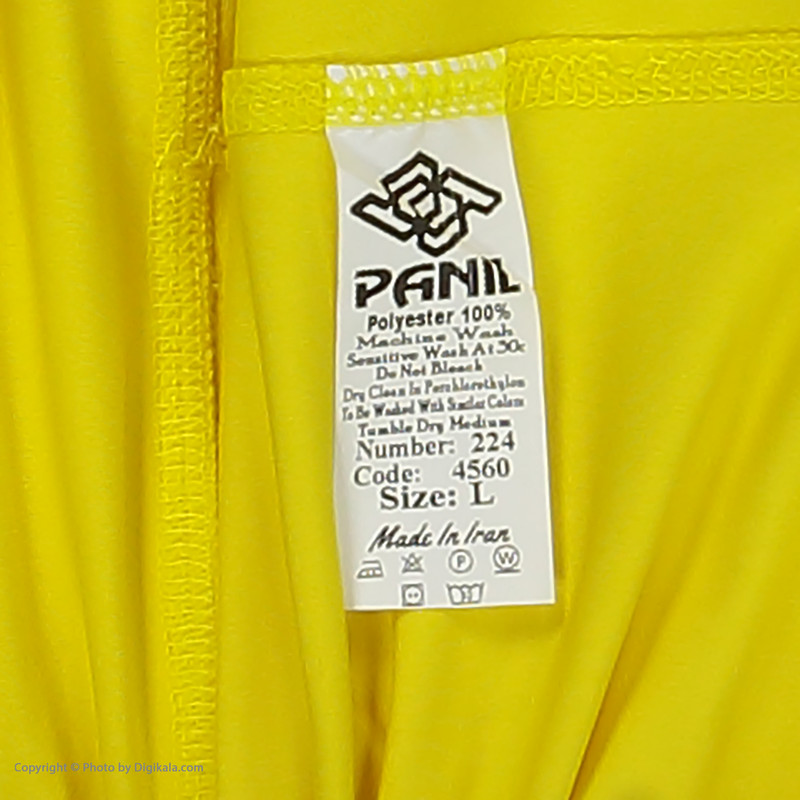 PANIL
Polyester 100%
Machine Wash
Sensitive Wash At 30c
Do Not Bleach
Dry Clean In Perchlorethylen
To Be Washed With Similar Colors
Tumble Dry Medium
Number: 224
Code: 4560
Size: L
Made In Iran
P W
Copyright © Photo by Digikala.com